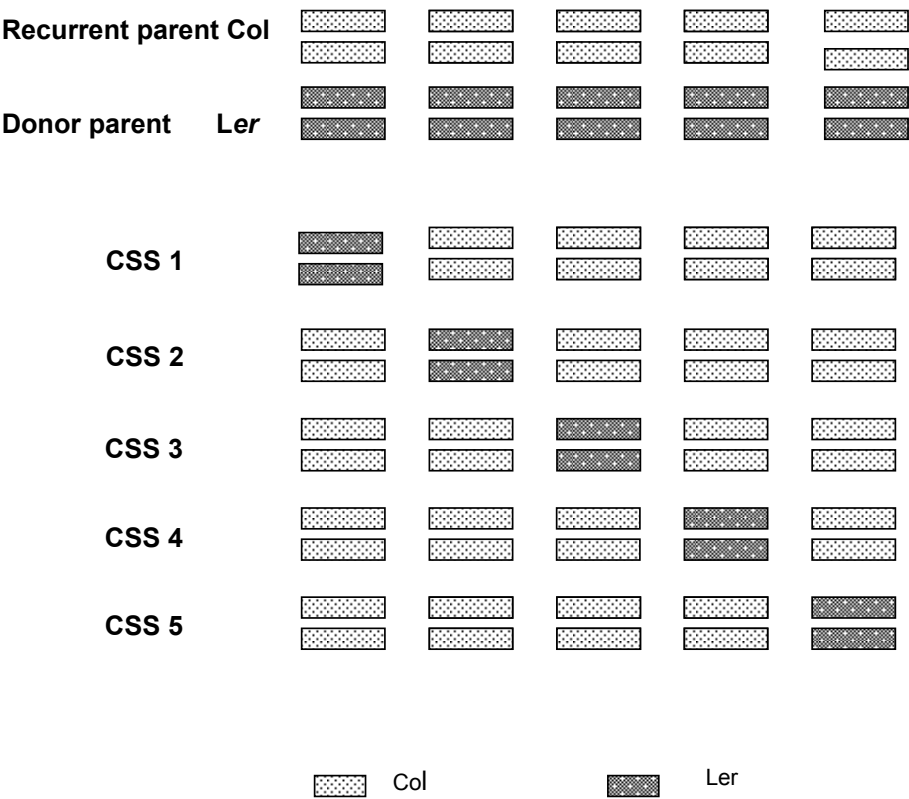 Recurrent parent Col
Donor parent Ler
CSS 1
CSS 2
CSS 3
CSS 4
CSS 5
Col Ler